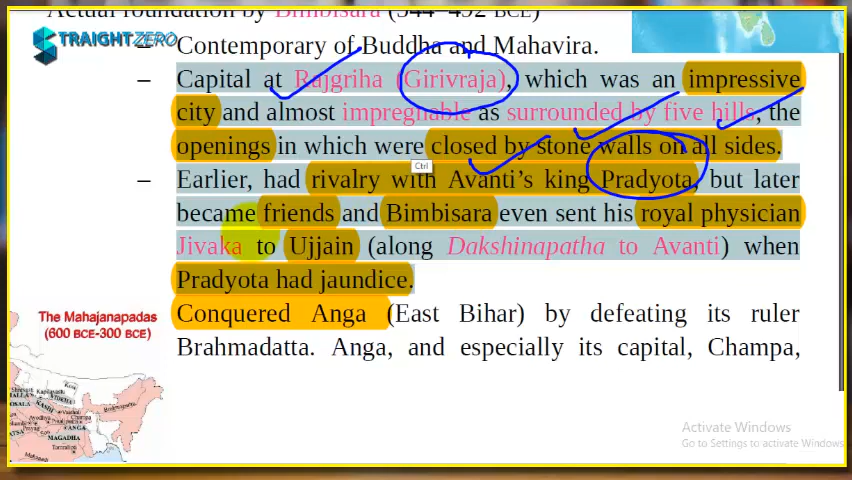 Actual foundation by Bimbisara (544–492 BCE)
STRAIGHTZERO
– Contemporary of Buddha and Mahavira.
– Capital at Rajgriha (Girivraja), which was an impressive
city and almost impregnable as surrounded by five hills, the
openings in which were closed by stone walls on all sides.
Ctrl
– Earlier, had rivalry with Avanti's king Pradyota, but later
became friends and Bimbisara even sent his royal physician
Jivaka to Ujjain (along Dakshinapatha to Avanti) when
Pradyota had jaundice.
Conquered Anga (East Bihar) by defeating its ruler
Brahmadatta. Anga, and especially its capital, Champa,
The Mahajanapadas
(600 BCE-300 BCE)
ANGA
MAGADHA
Activate Windows
Go to Settings to activate Windows